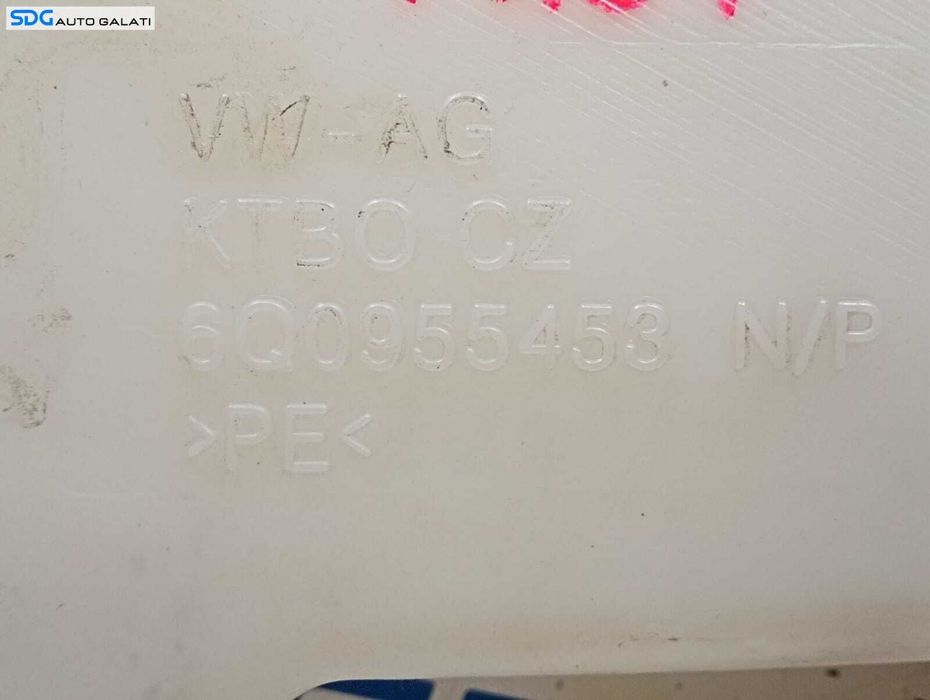 SDG AUTO GALATI
VW-AG
KTBO CZ
6Q0955453 N/P
>PE<